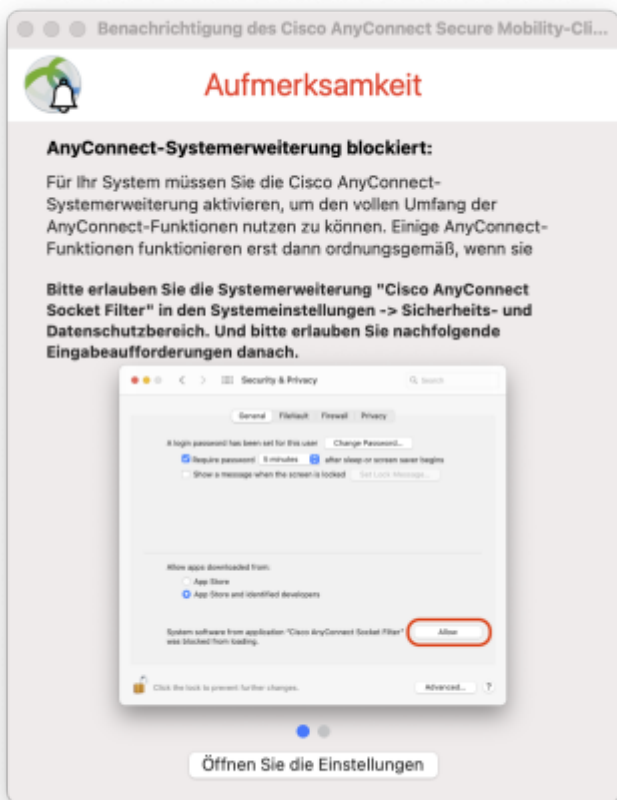 Benachrichtigung des Cisco AnyConnect Secure Mobility-Cli...
Aufmerksamkeit
AnyConnect-Systemerweiterung blockiert:
Für Ihr System müssen Sie die Cisco AnyConnect-
Systemerweiterung aktivieren, um den vollen Umfang der
AnyConnect-Funktionen nutzen zu können. Einige AnyConnect-
Funktionen funktionieren erst dann ordnungsgemäß, wenn sie
Bitte erlauben Sie die Systemerweiterung "Cisco AnyConnect
Socket Filter" in den Systemeinstellungen -> Sicherheits- und
Datenschutzbereich. Und bitte erlauben Sie nachfolgende
Eingabeaufforderungen danach.
Security & Privacy
Search
General FileVault Firewall Privacy
A login password has been set for this user Change Password...
Require password 5 minutes after sleep or screen saver begins
Show a message when the screen is locked Set Lock Message...
Allow apps downloaded from:
App Store
App Store and identified developers
System software from application "Cisco AnyConnect Socket Filter" Allow
was blocked from loading.
Click the lock to prevent further changes. Advanced... ?
Öffnen Sie die Einstellungen